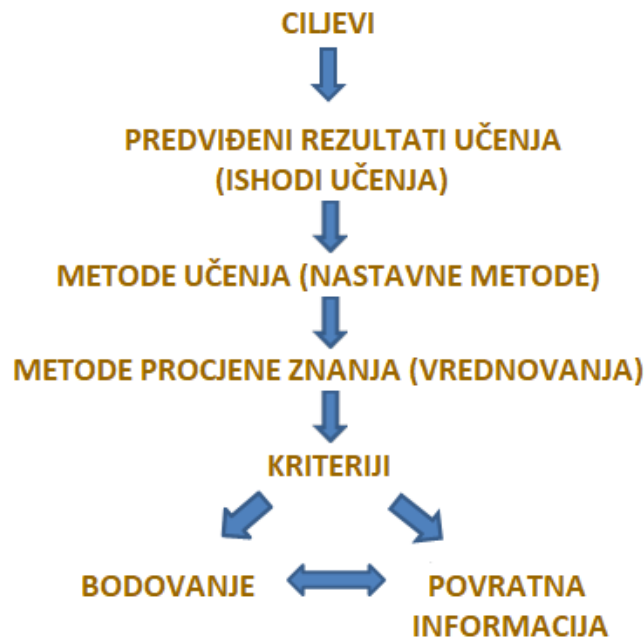 CILJEVI
PREDVIĐENI REZULTATI UČENJA
(ISHODI UČENJA)
METODE UČENJA (NASTAVNE METODE)
METODE PROCJENE ZNANJA (VREDNOVANJA)
KRITERIJI
BODOVANJE
POVRATNA
INFORMACIJA